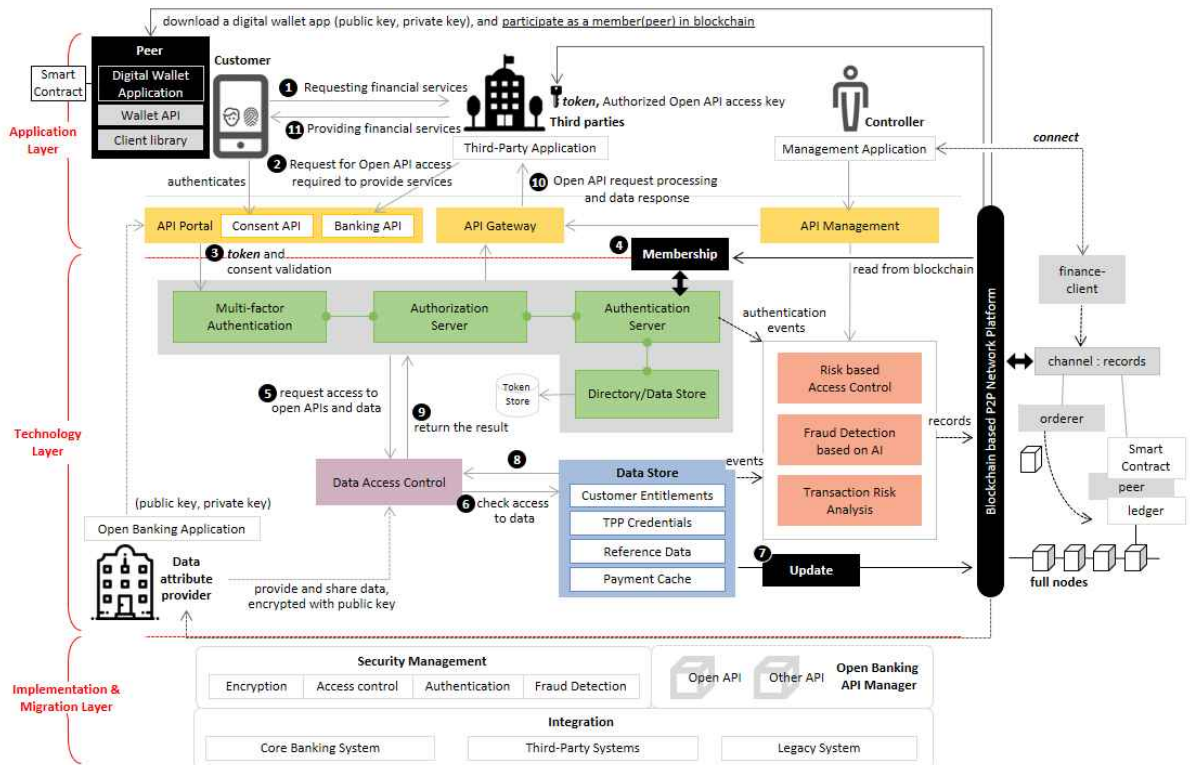 download a digital wallet app (public key, private key), and participate as a member(peer) in blockchain
Peer
Smart
Contract
Digital Wallet
Application
Wallet API
Client library
Customer
1 Requesting financial services
11 Providing financial services
token, Authorized Open API access key
Third parties
Third-Party Application
Controller
Management Application
connect
Application
Layer
2 Request for Open API access
required to provide services
authenticates
10 Open API request processing
and data response
API Portal
Consent API
Banking API
API Gateway
API Management
3 token and
consent validation
4
Membership
read from blockchain
finance-
client
Multi-factor
Authentication
Authorization
Server
Authentication
Server
authentication
events
channel : records
Risk based
Access Control
5 request access to
open APIs and data
Token
Store
Directory/Data Store
9
return the result
orderer
Technology
Layer
Fraud Detection
based on AI
records
Smart
Contract
peer
ledger
8
Data Store
events
Data Access Control
6 check access
to data
Customer Entitlements
TPP Credentials
Reference Data
Payment Cache
Transaction Risk
Analysis
Blockchain based P2P Network Platform
(public key, private key)
Open Banking Application
Data
attribute
provider
provide and share data,
encrypted with public key
7
Update
full nodes
Implementation &
Migration Layer
Security Management
Encryption
Access control
Authentication
Fraud Detection
Open API
Other API
Open Banking
API Manager
Integration
Core Banking System
Third-Party Systems
Legacy System